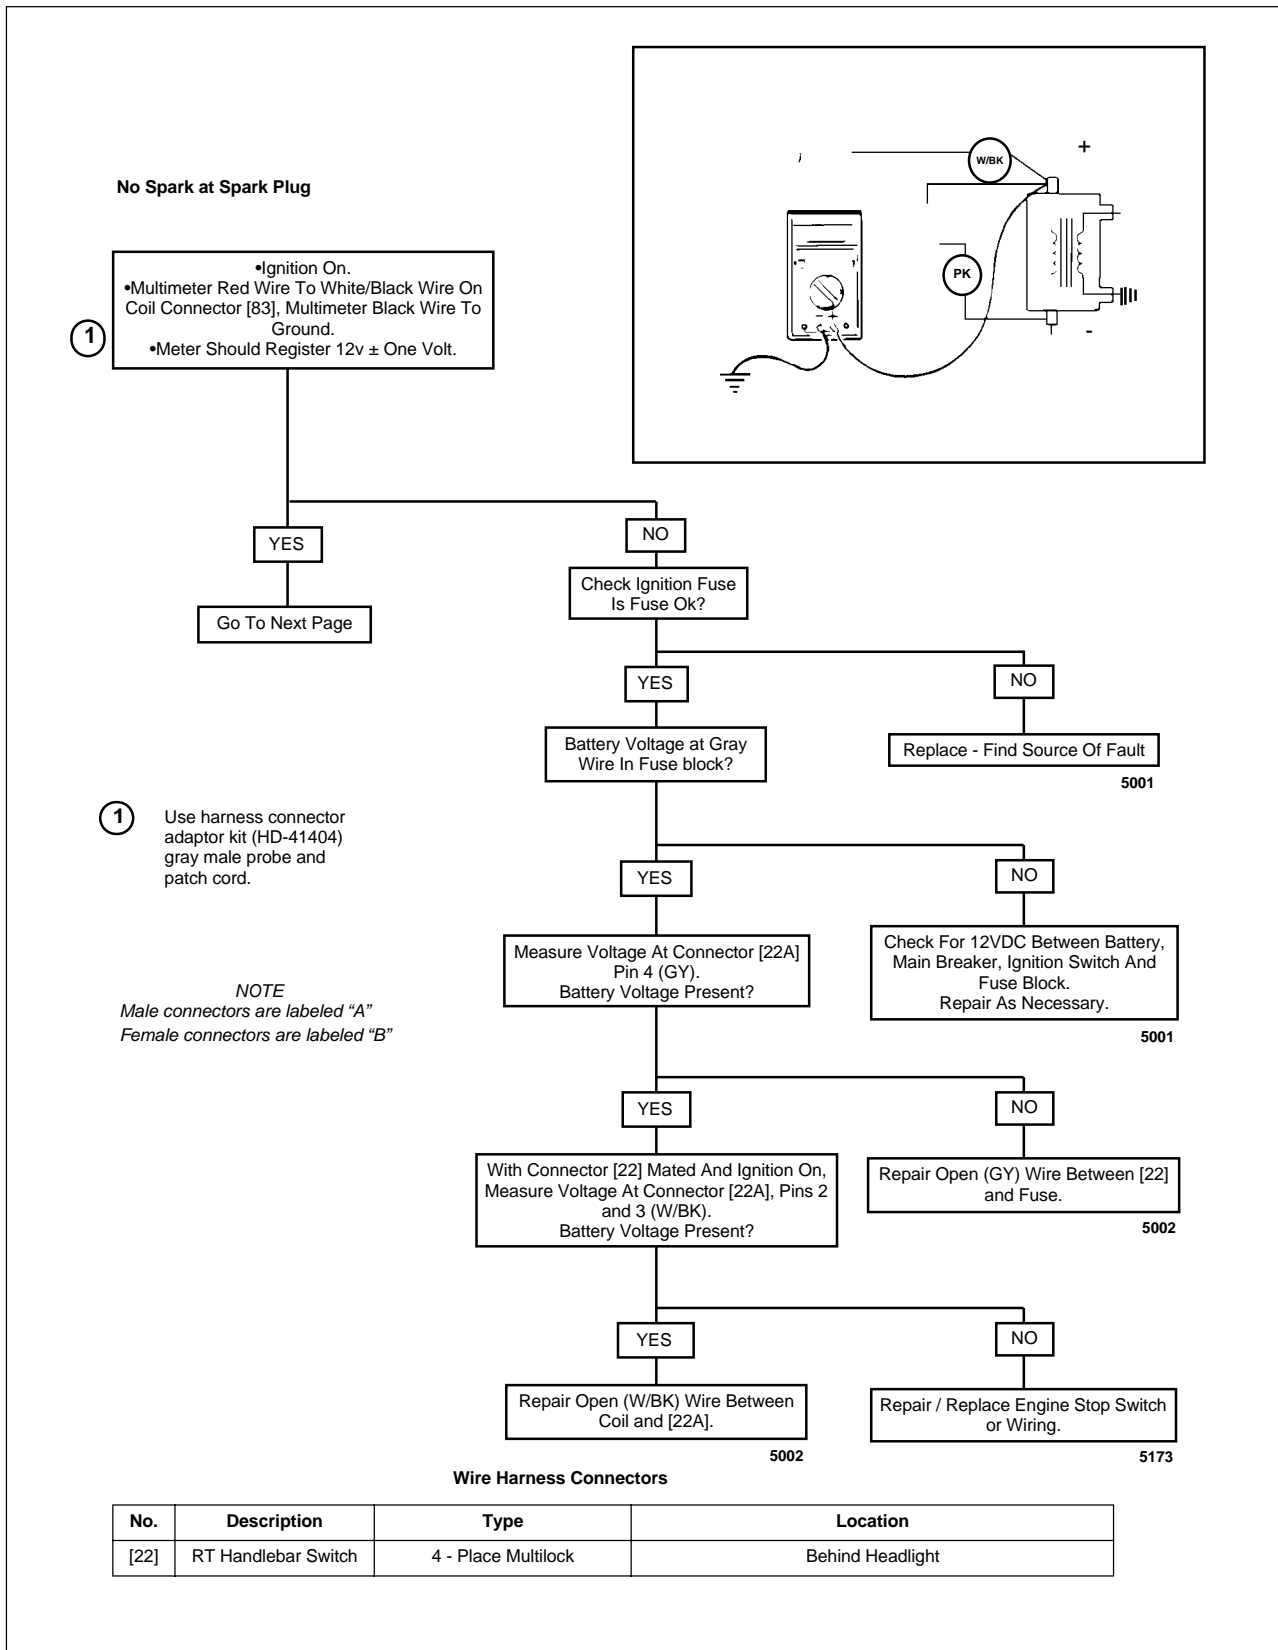 No Spark at Spark Plug
W/BK
+
PK
-
•Ignition On.
•Multimeter Red Wire To White/Black Wire On
Coil Connector [83], Multimeter Black Wire To
Ground.
•Meter Should Register 12v ± One Volt.
1
YES
NO
Go To Next Page
Check Ignition Fuse
Is Fuse Ok?
YES
NO
Battery Voltage at Gray
Wire In Fuse block?
Replace - Find Source Of Fault
5001
1
Use harness connector
adaptor kit (HD-41404)
gray male probe and
patch cord.
YES
NO
Measure Voltage At Connector [22A]
Pin 4 (GY).
Battery Voltage Present?
Check For 12VDC Between Battery,
Main Breaker, Ignition Switch And
Fuse Block.
Repair As Necessary.
5001
NOTE
Male connectors are labeled “A”
Female connectors are labeled “B”
YES
NO
With Connector [22] Mated And Ignition On,
Measure Voltage At Connector [22A], Pins 2
and 3 (W/BK).
Battery Voltage Present?
Repair Open (GY) Wire Between [22]
and Fuse.
5002
YES
NO
Repair Open (W/BK) Wire Between
Coil and [22A].
5002
Repair / Replace Engine Stop Switch
or Wiring.
5173
Wire Harness Connectors
No. Description Type Location
[22] RT Handlebar Switch 4 - Place Multilock Behind Headlight